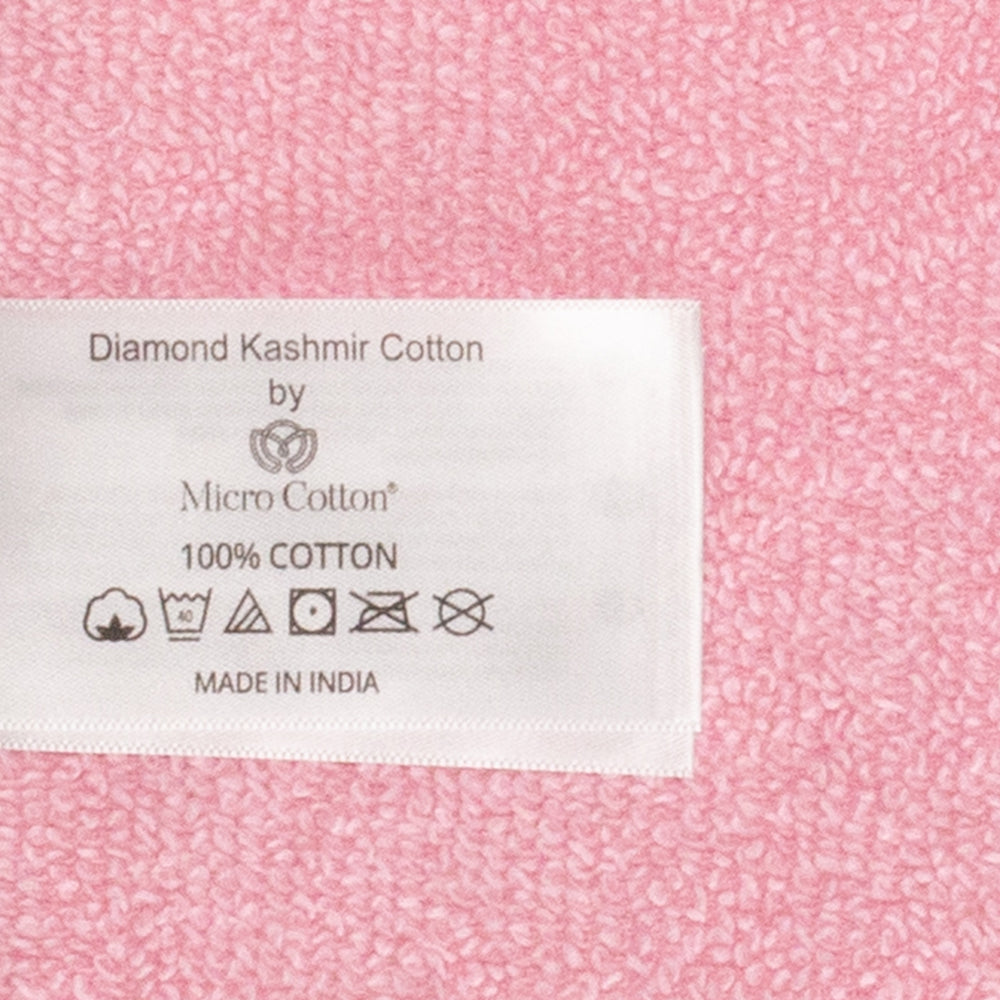 Diamond Kashmir Cotton
by
Micro Cotton®
100% COTTON
40
MADE IN INDIA